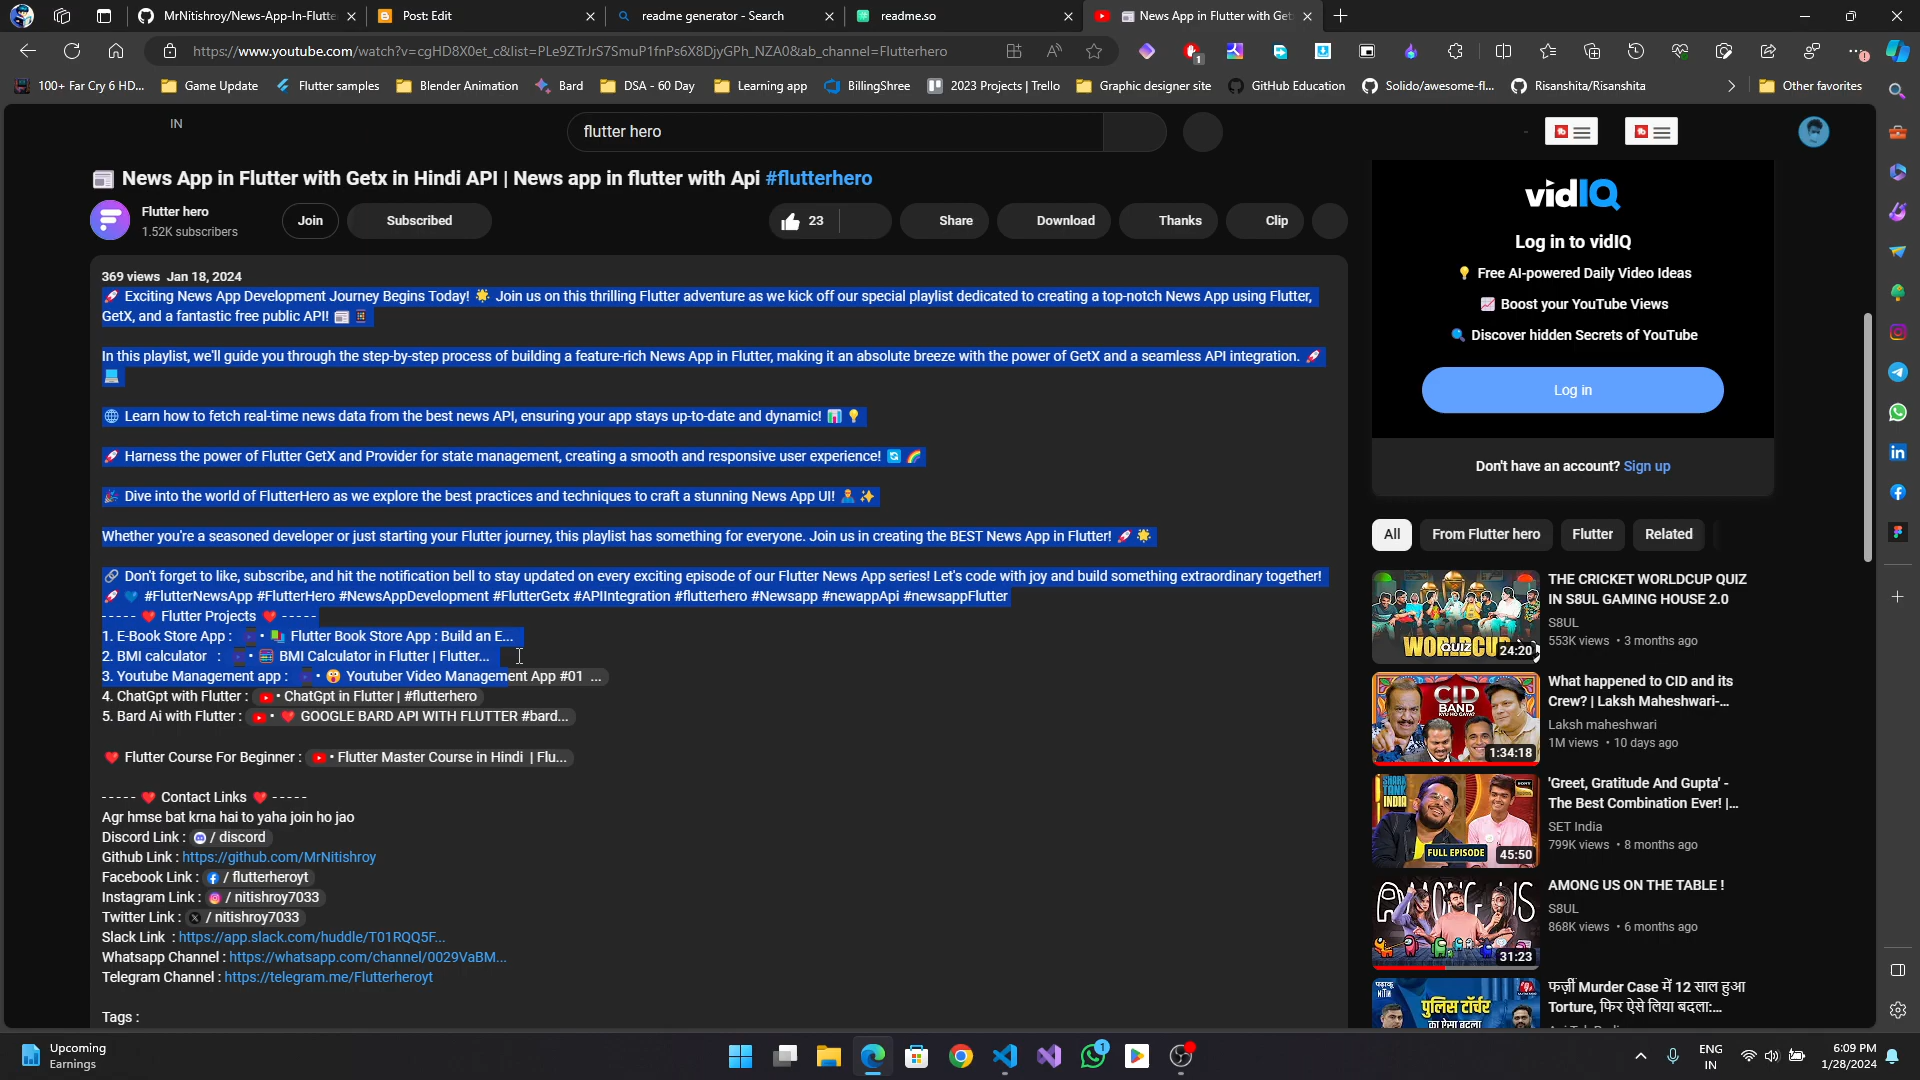 MrNitishroy/News-App-In-Flutte
Post: Edit
readme generator - Search
readme.so
News App in Flutter with Get
https://www.youtube.com/watch?v=cgHD8X0et_c&list=PLe9ZTrJrS7SmuP1fnPs6X8DjyGPh_NZA0&ab_channel=Flutterhero
1
100+ Far Cry 6 HD...
Game Update
Flutter samples
Blender Animation
Bard
DSA - 60 Day
Learning app
BillingShree
2023 Projects | Trello
Graphic designer site
GitHub Education
Solido/awesome-fl...
Risanshita/Risanshita
Other favorites
IN
flutter hero
📰 News App in Flutter with Getx in Hindi API | News app in flutter with Api #flutterhero
Flutter hero
1.52K subscribers
Join
Subscribed
23
Share
Download
Thanks
Clip
369 views Jan 18, 2024
🚀 Exciting News App Development Journey Begins Today! 🌟 Join us on this thrilling Flutter adventure as we kick off our special playlist dedicated to creating a top-notch News App using Flutter,
GetX, and a fantastic free public API! 📰 📱
In this playlist, we'll guide you through the step-by-step process of building a feature-rich News App in Flutter, making it an absolute breeze with the power of GetX and a seamless API integration. 🚀
💻
🌐 Learn how to fetch real-time news data from the best news API, ensuring your app stays up-to-date and dynamic! 📊 💡
🚀 Harness the power of Flutter GetX and Provider for state management, creating a smooth and responsive user experience! 🔄 🌈
🎉 Dive into the world of FlutterHero as we explore the best practices and techniques to craft a stunning News App UI! 👨‍💻 ✨
Whether you're a seasoned developer or just starting your Flutter journey, this playlist has something for everyone. Join us in creating the BEST News App in Flutter! 🚀 🌟
🔗 Don't forget to like, subscribe, and hit the notification bell to stay updated on every exciting episode of our Flutter News App series! Let's code with joy and build something extraordinary together!
🚀 💙 #FlutterNewsApp #FlutterHero #NewsAppDevelopment #FlutterGetx #APIIntegration #flutterhero #Newsapp #newappApi #newsappFlutter
----- ❤️ Flutter Projects ❤️ -----
1. E-Book Store App : • 📚 Flutter Book Store App : Build an E...
2. BMI calculator : • 🧮 BMI Calculator in Flutter | Flutter...
3. Youtube Management app : • 😱 Youtuber Video Management App #01 ...
4. ChatGpt with Flutter : • ChatGpt in Flutter | #flutterhero
5. Bard Ai with Flutter : • ❤️ GOOGLE BARD API WITH FLUTTER #bard...
❤️ Flutter Course For Beginner : • Flutter Master Course in Hindi | Flu...
----- ❤️ Contact Links ❤️ -----
Agr hmse bat krna hai to yaha join ho jao
Discord Link : / discord
Github Link : https://github.com/MrNitishroy
Facebook Link : / flutterheroyt
Instagram Link : / nitishroy7033
Twitter Link : / nitishroy7033
Slack Link : https://app.slack.com/huddle/T01RQQ5F...
Whatsapp Channel : https://whatsapp.com/channel/0029VaBM...
Telegram Channel : https://telegram.me/Flutterheroyt
Tags :
vidIQ
Log in to vidIQ
💡 Free AI-powered Daily Video Ideas
📈 Boost your YouTube Views
🔍 Discover hidden Secrets of YouTube
Log in
Don't have an account? Sign up
All
From Flutter hero
Flutter
Related
WORLDCUP
QUIZ
24:20
THE CRICKET WORLDCUP QUIZ
IN S8UL GAMING HOUSE 2.0
S8UL
553K views • 3 months ago
CID
BAND
KYU HO GAYA?
1:34:18
What happened to CID and its
Crew? | Laksh Maheshwari-...
Laksh maheshwari
1M views • 10 days ago
SHARK
TANK
INDIA
FULL EPISODE
45:50
'Greet, Gratitude And Gupta' -
The Best Combination Ever! |...
SET India
799K views • 8 months ago
AMONG US
31:23
AMONG US ON THE TABLE !
S8UL
868K views • 6 months ago
पुलिस टॉर्चर
का ऐसा बदला
फर्ज़ी Murder Case में 12 साल हुआ
Torture, फिर ऐसे लिया बदला:...
Upcoming
Earnings
1
ENG
IN
6:09 PM
1/28/2024